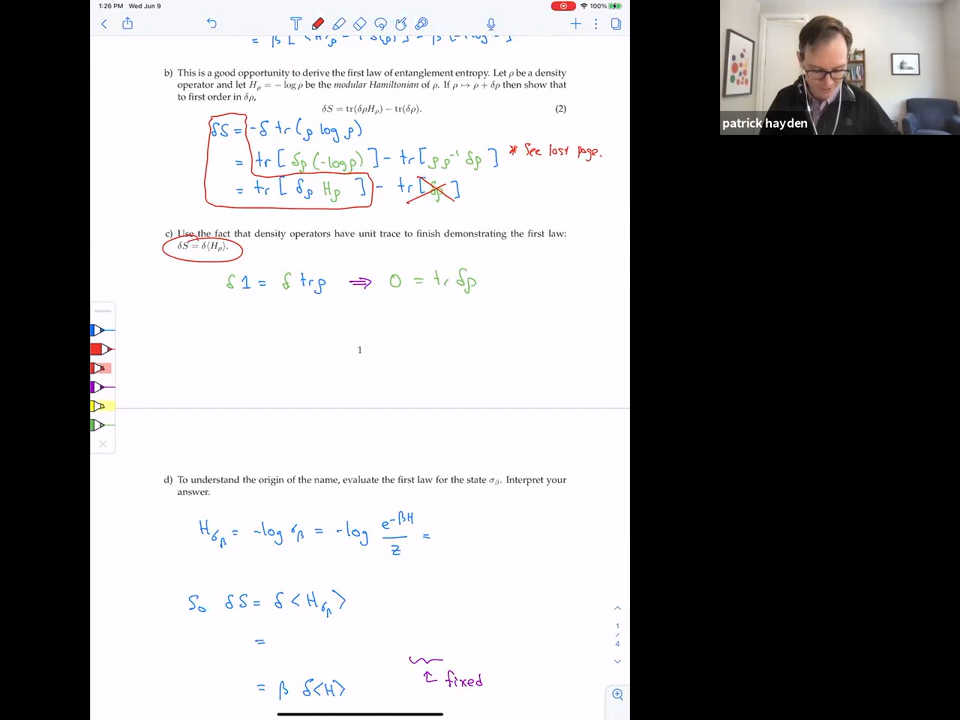 1:26 PM Wed Jun 9
100%
b) This is a good opportunity to derive the first law of entanglement entropy. Let ρ be a density
operator and let H_ρ = − log ρ be the modular Hamiltonian of ρ. If ρ ↦ ρ + δρ then show that
to first order in δρ,
δS = tr(δρH_ρ) − tr(δρ). (2)
δS = -δ tr(ρ log ρ)
= tr[ δρ (-log ρ) ] - tr[ ρρ⁻¹ δρ ] * See last page.
= tr[ δρ H_ρ ] - tr[ δρ ]
c) Use the fact that density operators have unit trace to finish demonstrating the first law:
δS = δ⟨H_ρ⟩.
δ1 = δ trρ ⇒ 0 = tr δρ
1
d) To understand the origin of the name, evaluate the first law for the state σ_β. Interpret your
answer.
H_σ_β = -log σ_β = -log e^-βH / Z =
So δS = δ<H_σ_β>
=
↑ fixed
= β δ<H>
1
/
4
patrick hayden